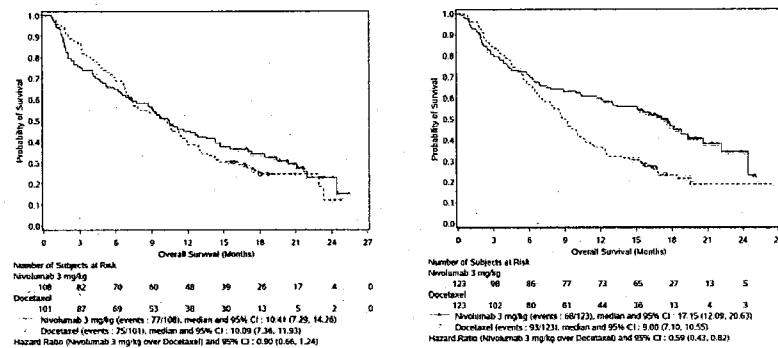 1.0
0.9
0.8
0.7
0.6
0.5
0.4
0.3
0.2
0.1
0.0
Probability of Survival
0 3 6 9 12 15 18 21 24 27
Overall Survival (Months)
Number of Subjects at Risk
Nivolumab 3 mg/kg
108 82 70 60 48 39 26 17 4 0
Docetaxel
101 87 69 53 38 30 13 5 2 0
Nivolumab 3 mg/kg (events : 77/108), median and 95% CI : 10.41 (7.29, 14.26)
Docetaxel (events : 75/101), median and 95% CI : 10.09 (7.36, 11.93)
Hazard Ratio (Nivolumab 3 mg/kg over Docetaxel) and 95% CI : 0.90 (0.66, 1.24)
1.0
0.9
0.8
0.7
0.6
0.5
0.4
0.3
0.2
0.1
0.0
Probability of Survival
0 3 6 9 12 15 18 21 24 27
Overall Survival (Months)
Number of Subjects at Risk
Nivolumab 3 mg/kg
123 98 86 77 73 65 27 13 5
Docetaxel
123 102 80 61 44 36 13 4 3
Nivolumab 3 mg/kg (events : 68/123), median and 95% CI : 17.15 (12.09, 20.63)
Docetaxel (events : 93/123), median and 95% CI : 9.00 (7.10, 10.55)
Hazard Ratio (Nivolumab 3 mg/kg over Docetaxel) and 95% CI : 0.59 (0.43, 0.82)